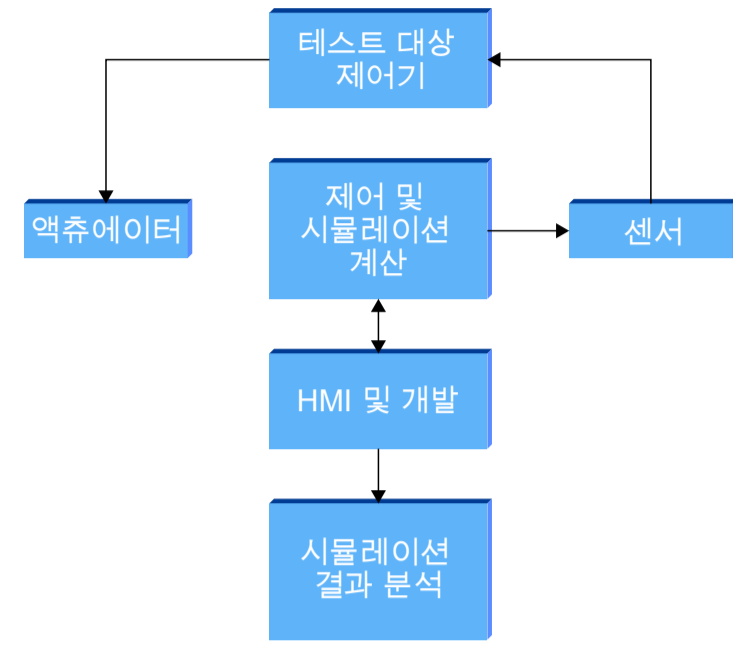 테스트 대상
제어기
액츄에이터
제어 및
시뮬레이션
계산
센서
HMI 및 개발
시뮬레이션
결과 분석